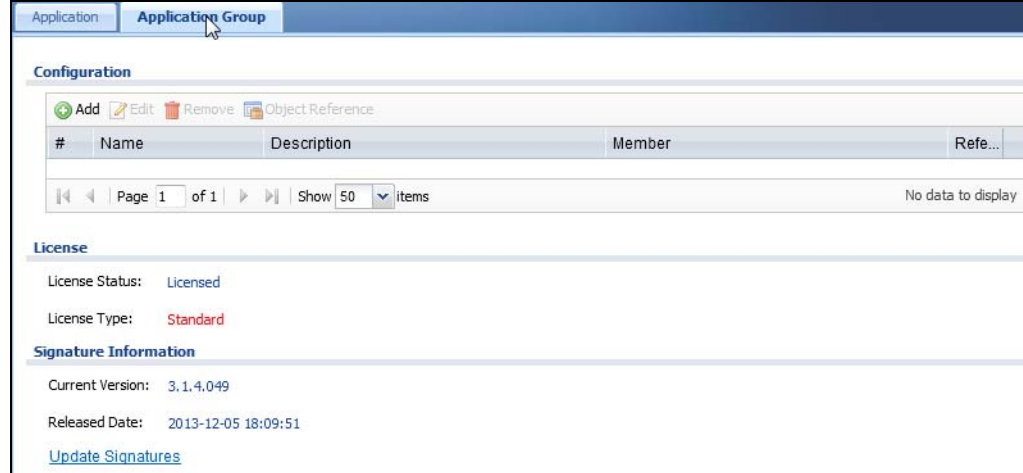 Application Application Group
Configuration
Add Edit Remove Object Reference
# Name Description Member Refe...
Page 1 of 1 Show 50 items No data to display
License
License Status: Licensed
License Type: Standard
Signature Information
Current Version: 3.1.4.049
Released Date: 2013-12-05 18:09:51
Update Signatures